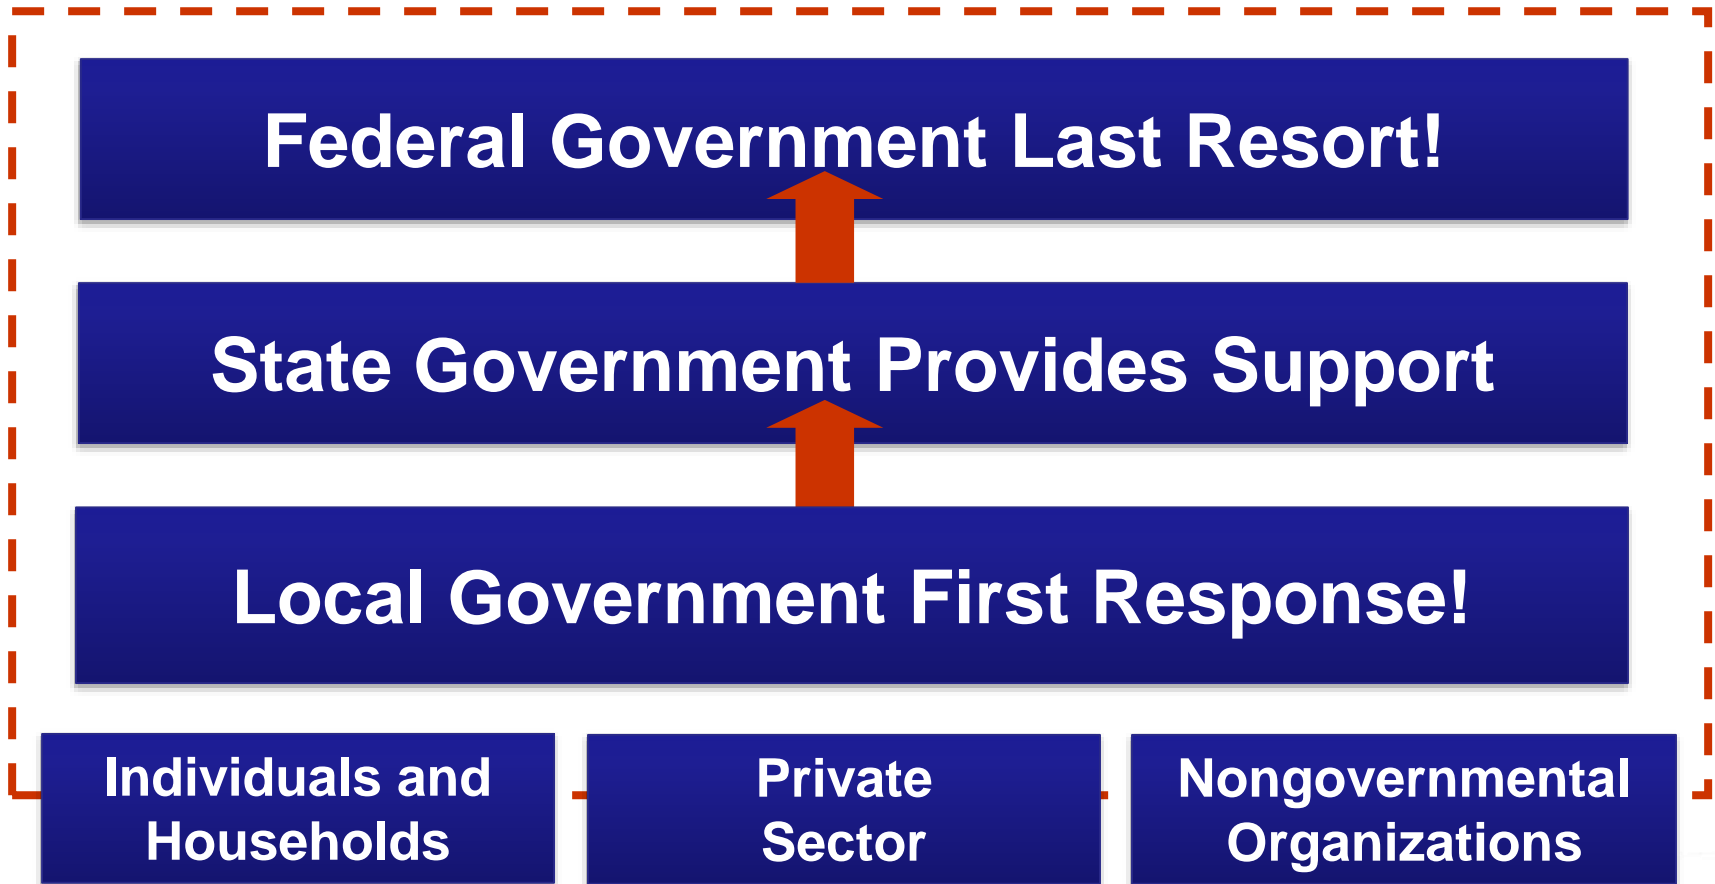 Federal Government Last Resort!
State Government Provides Support
Local Government First Response!
Individuals and
Households
Private
Sector
Nongovernmental
Organizations